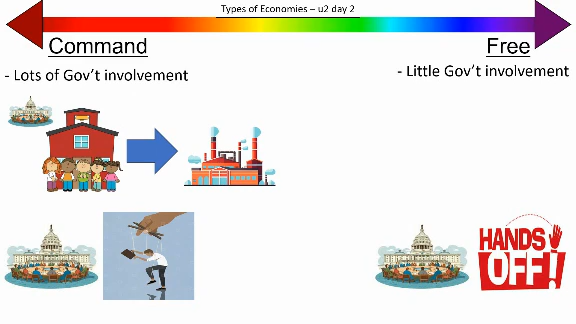 Types of Economies – u2 day 2
Command
Free
- Lots of Gov’t involvement
- Little Gov’t involvement
HANDS
OFF!